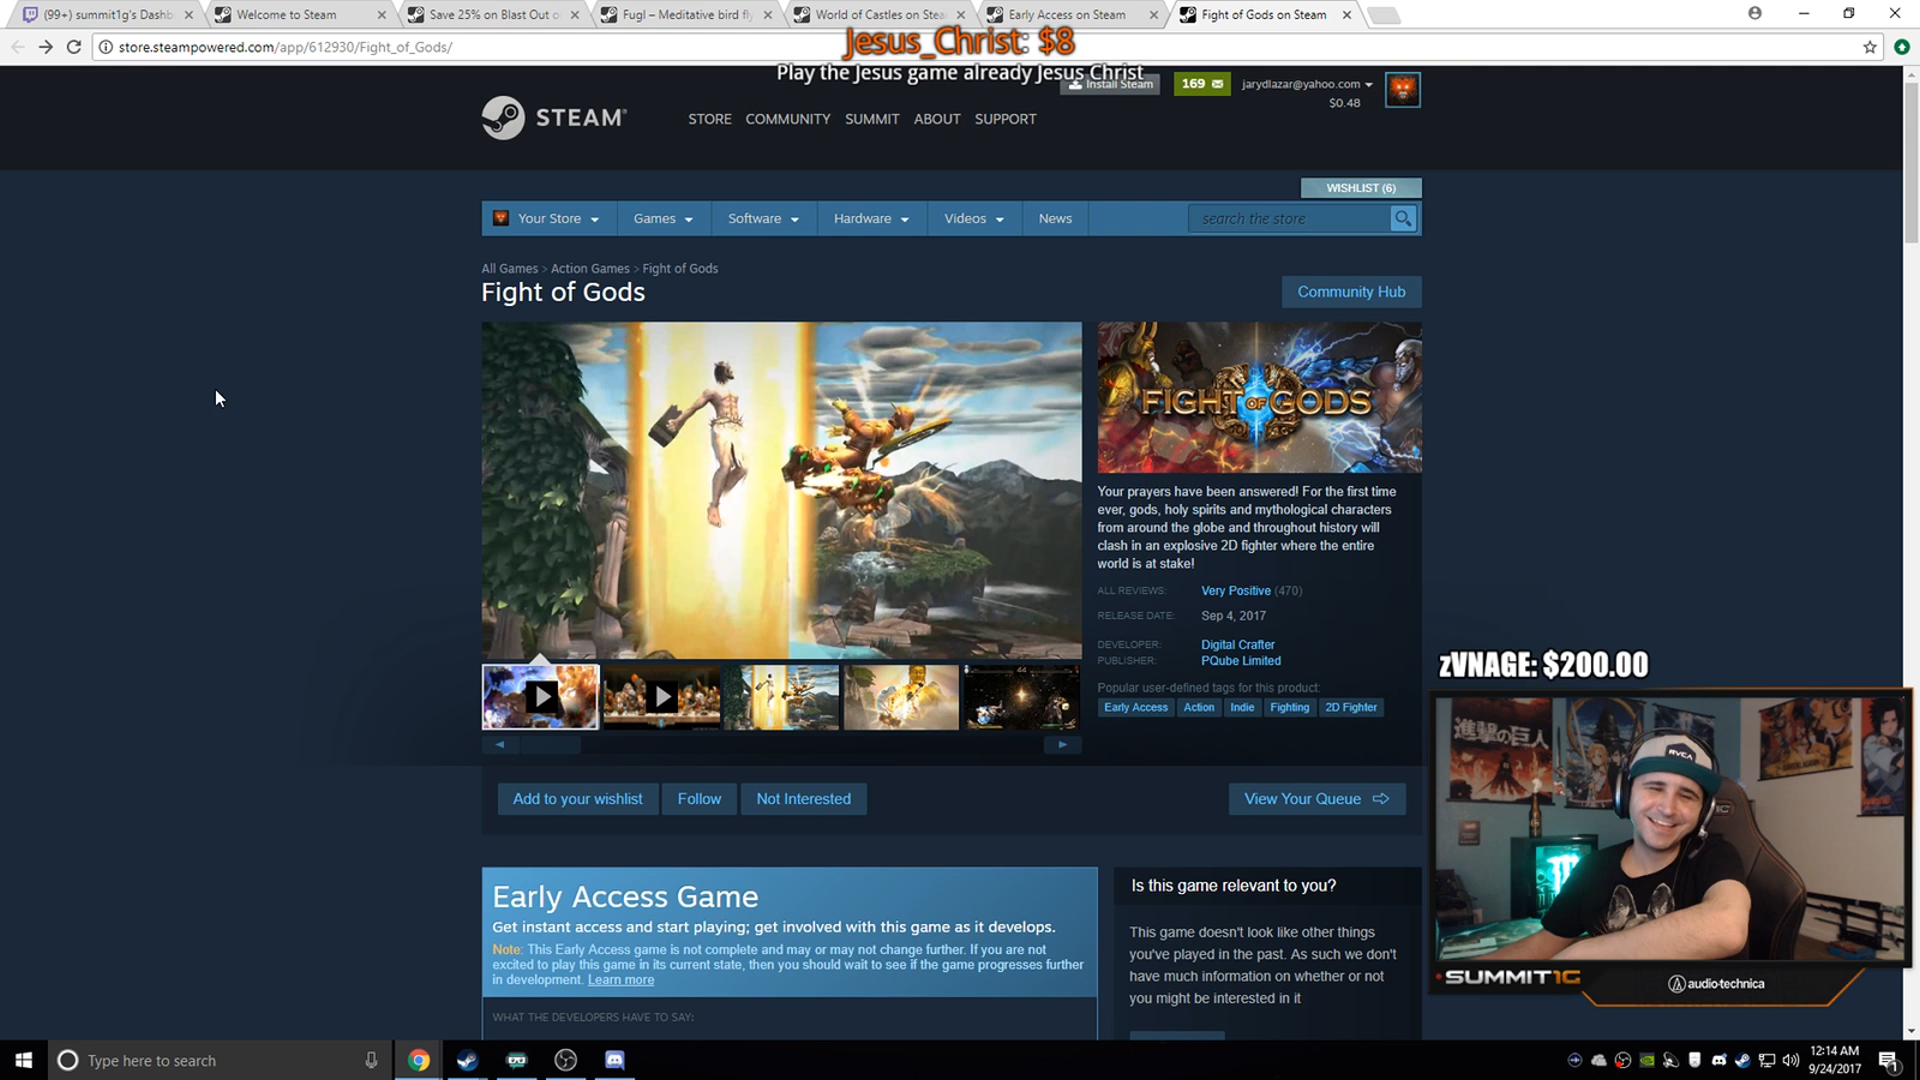 (99+) summit1g's Dashb
Welcome to Steam
Save 25% on Blast Out o
Fugl – Meditative bird fl
World of Castles on Stea
Early Access on Steam
Fight of Gods on Steam
store.steampowered.com/app/612930/Fight_of_Gods/
Jesus_Christ: $8
Play the Jesus game already Jesus Christ
Install Steam
169
jarydlazar@yahoo.com
$0.48
STEAM
STORE COMMUNITY SUMMIT ABOUT SUPPORT
WISHLIST (6)
Your Store Games Software Hardware Videos News
search the store
All Games > Action Games > Fight of Gods
Fight of Gods
Community Hub
FIGHT OF GODS
Your prayers have been answered! For the first time
ever, gods, holy spirits and mythological characters
from around the globe and throughout history will
clash in an explosive 2D fighter where the entire
world is at stake!
ALL REVIEWS: Very Positive (470)
RELEASE DATE: Sep 4, 2017
DEVELOPER: Digital Crafter
PUBLISHER: PQube Limited
Popular user-defined tags for this product:
Early Access Action Indie Fighting 2D Fighter
Add to your wishlist Follow Not Interested
View Your Queue
Early Access Game
Get instant access and start playing; get involved with this game as it develops.
Note: This Early Access game is not complete and may or may not change further. If you are not
excited to play this game in its current state, then you should wait to see if the game progresses further
in development. Learn more
WHAT THE DEVELOPERS HAVE TO SAY:
Is this game relevant to you?
This game doesn't look like other things
you've played in the past. As such we don't
have much information on whether or not
you might be interested in it
zVNAGE: $200.00
進撃の巨人
RVCA
SUMMIT1G
audio-technica
Type here to search
12:14 AM
9/24/2017
1